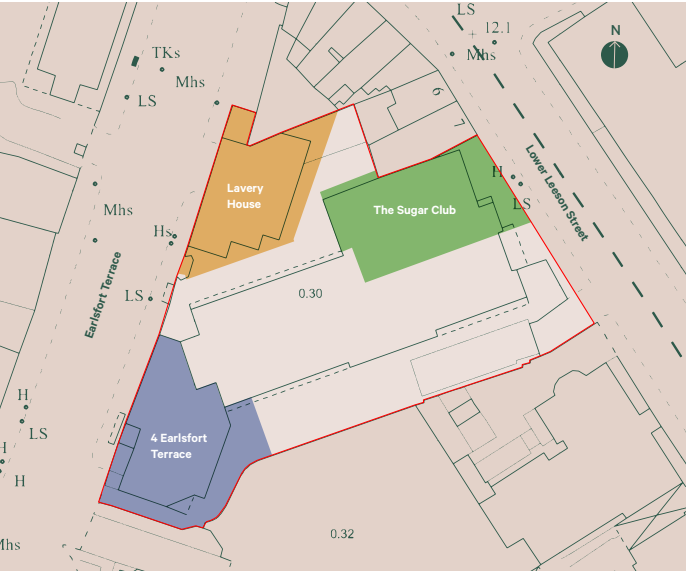 LS
12.1
N
TKs
Mhs
Mhs
LS
6
7
Lower Leeson Street
H
LS
Lavery
House
The Sugar Club
Mhs
Hs
Earlsfort Terrace
LS
0.30
H
LS
H
H
4 Earlsfort
Terrace
0.32
Mhs